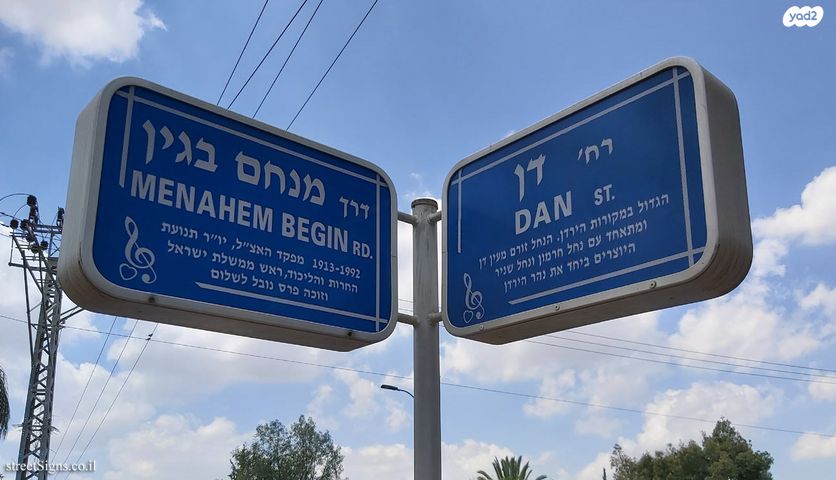 yad2
דרך מנחם בגין
MENAHEM BEGIN RD.
1913-1992 מפקד האצ"ל, יו"ר תנועת
החרות והליכוד, ראש ממשלת ישראל
וזוכה פרס נובל לשלום
רח' דן
DAN ST.
הגדול במקורות הירדן. הנחל זורם מעין דן
ומתאחד עם נחל חרמון ונחל שניר
היוצרים ביחד את נהר הירדן
streetSigns.co.il